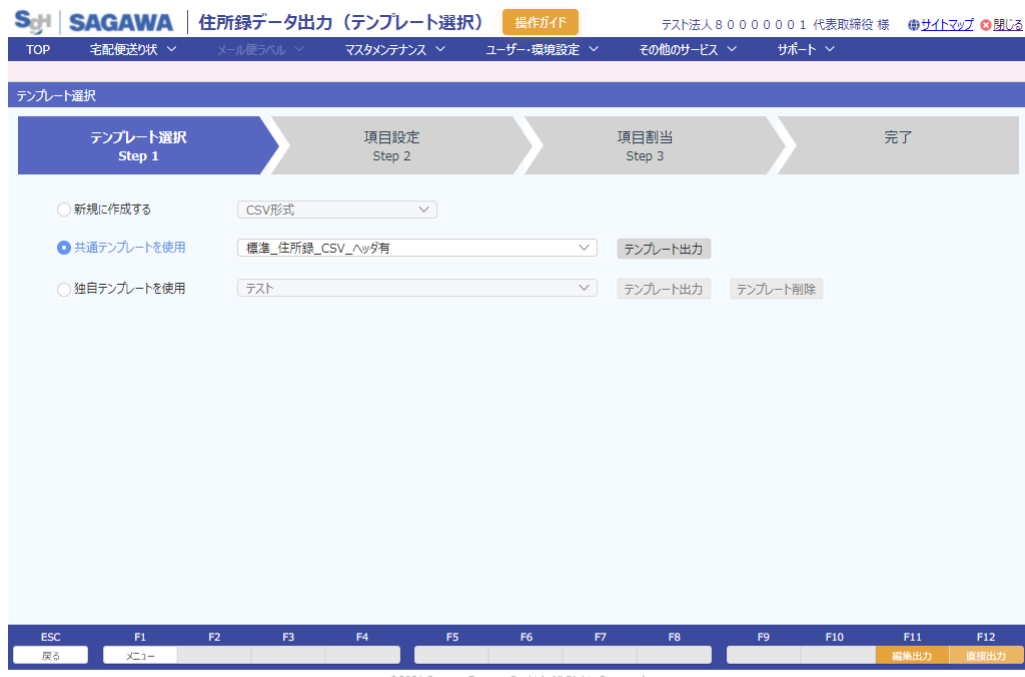 SgH SAGAWA 住所録データ出力（テンプレート選択） 操作ガイド テスト法人８０００００００１ 代表取締役 様 サイトマップ 閉じる
TOP 宅配便送り状 メール便ラベル マスタメンテナンス ユーザー・環境設定 その他のサービス サポート
テンプレート選択
テンプレート選択 項目設定 項目割当 完了
Step 1 Step 2 Step 3
新規に作成する CSV形式
共通テンプレートを使用 標準_住所録_CSV_ヘッダ有 テンプレート出力
独自テンプレートを使用 テスト テンプレート出力 テンプレート削除
ESC F1 F2 F3 F4 F5 F6 F7 F8 F9 F10 F11 F12
戻る メニュー 編集出力 直接出力